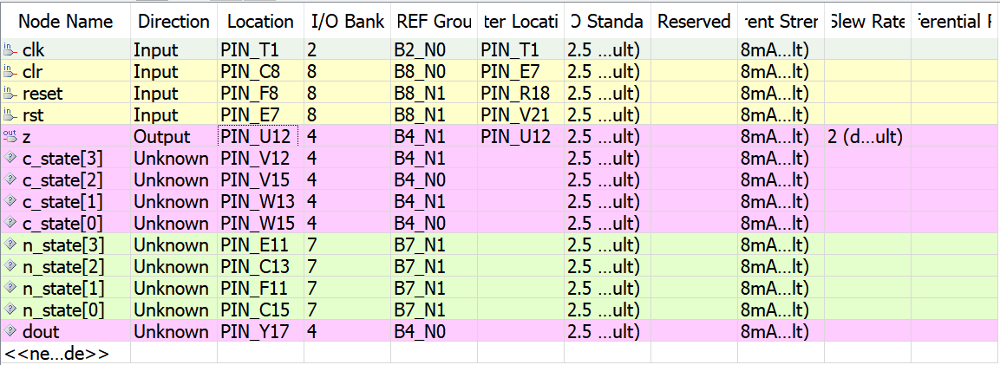 Node Name Direction Location I/O Bank REF Grou ter Locati O Standa Reserved ent Stren Slew Rate ferential P
in clk Input PIN_T1 2 B2_N0 PIN_T1 2.5 ...ult) 8mA...lt)
in clr Input PIN_C8 8 B8_N0 PIN_E7 2.5 ...ult) 8mA...lt)
in reset Input PIN_F8 8 B8_N1 PIN_R18 2.5 ...ult) 8mA...lt)
in rst Input PIN_E7 8 B8_N1 PIN_V21 2.5 ...ult) 8mA...lt)
out z Output PIN_U12 4 B4_N1 PIN_U12 2.5 ...ult) 8mA...lt) 2 (d...ult)
c_state[3] Unknown PIN_V12 4 B4_N1 2.5 ...ult) 8mA...lt)
c_state[2] Unknown PIN_V15 4 B4_N0 2.5 ...ult) 8mA...lt)
c_state[1] Unknown PIN_W13 4 B4_N1 2.5 ...ult) 8mA...lt)
c_state[0] Unknown PIN_W15 4 B4_N0 2.5 ...ult) 8mA...lt)
n_state[3] Unknown PIN_E11 7 B7_N1 2.5 ...ult) 8mA...lt)
n_state[2] Unknown PIN_C13 7 B7_N1 2.5 ...ult) 8mA...lt)
n_state[1] Unknown PIN_F11 7 B7_N1 2.5 ...ult) 8mA...lt)
n_state[0] Unknown PIN_C15 7 B7_N1 2.5 ...ult) 8mA...lt)
dout Unknown PIN_Y17 4 B4_N0 2.5 ...ult) 8mA...lt)
<<ne...de>>